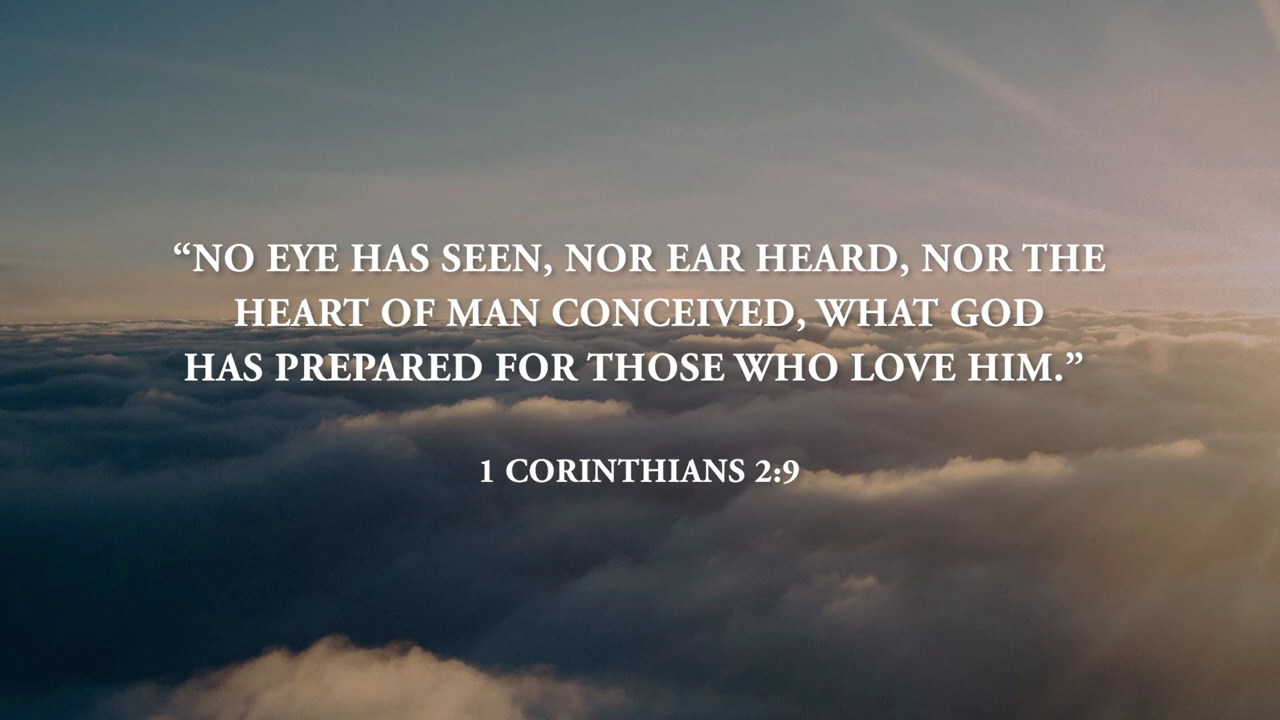 “NO EYE HAS SEEN, NOR EAR HEARD, NOR THE
HEART OF MAN CONCEIVED, WHAT GOD
HAS PREPARED FOR THOSE WHO LOVE HIM.”
1 CORINTHIANS 2:9